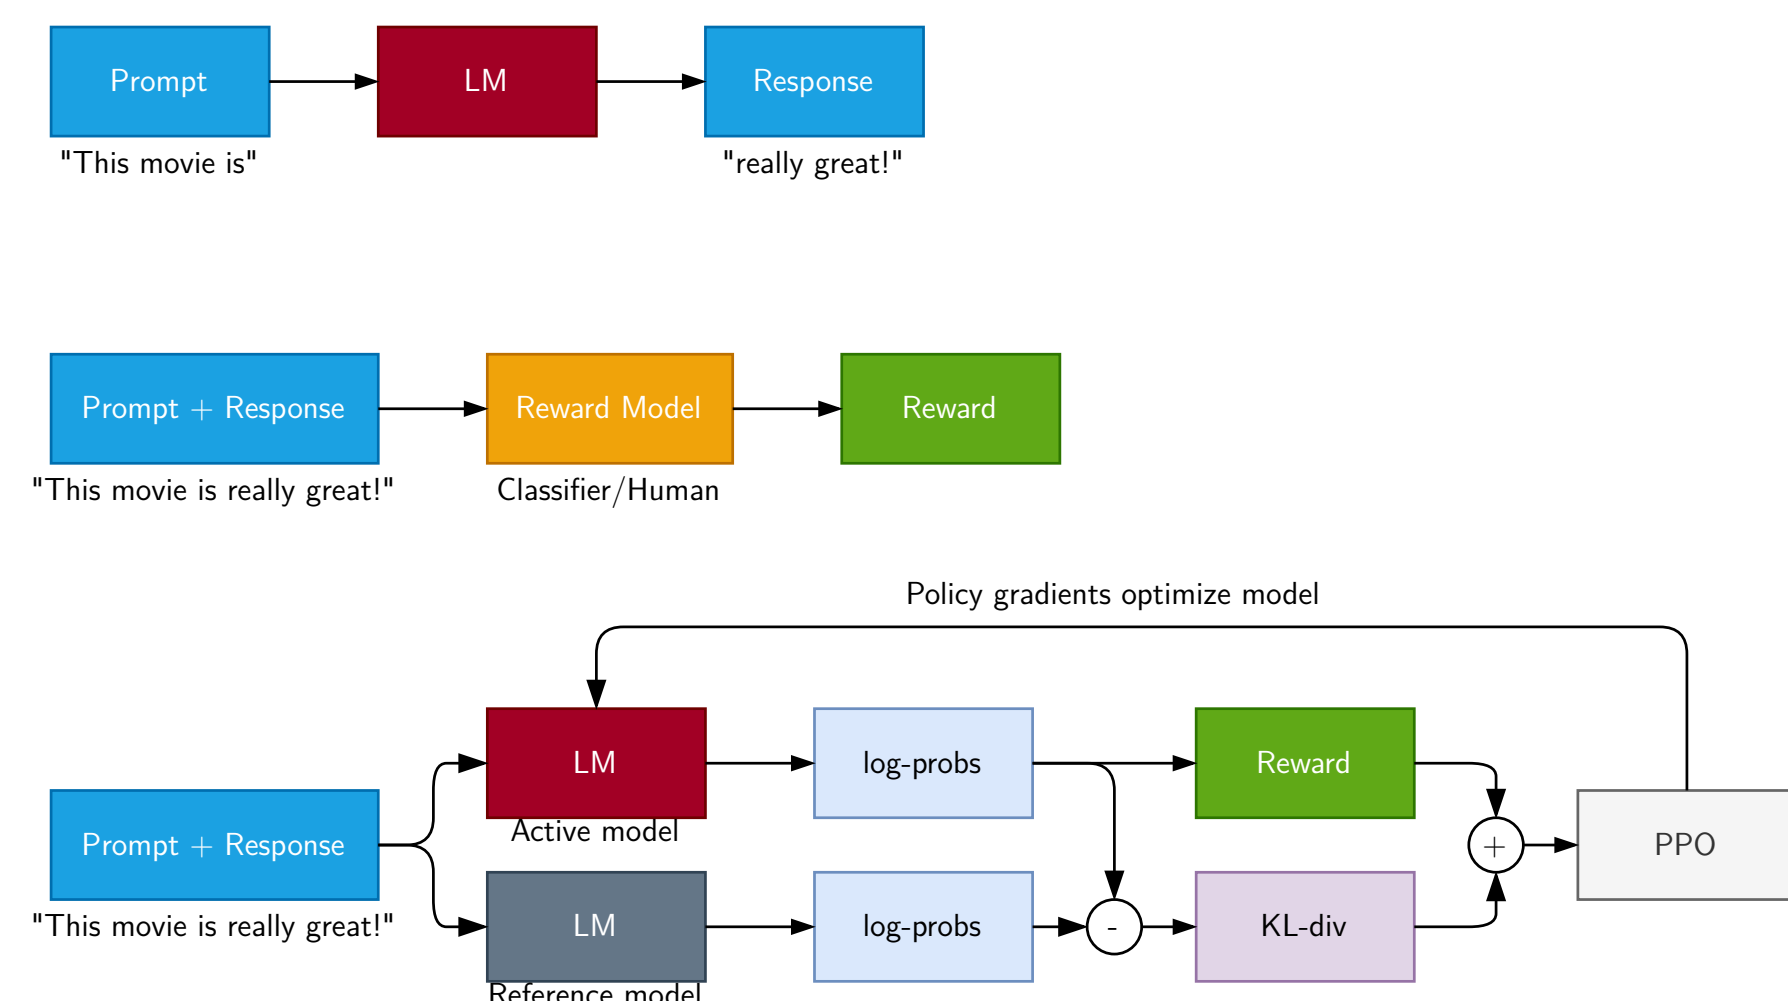 Prompt
LM
Response
"This movie is"
"really great!"
Prompt + Response
Reward Model
Reward
"This movie is really great!"
Classifier/Human
Policy gradients optimize model
LM
log-probs
Reward
Active model
Prompt + Response
+
PPO
"This movie is really great!"
LM
log-probs
-
KL-div
Reference model